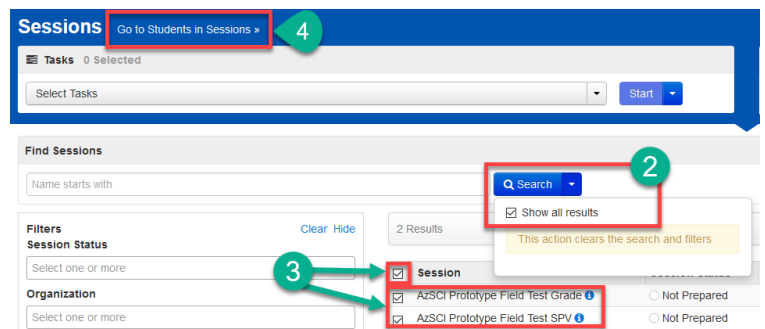 Sessions Go to Students in Sessions »
4
Tasks 0 Selected
Select Tasks
Start
Find Sessions
2
Name starts with
Search
Show all results
This action clears the search and filters
Filters Clear Hide
2 Results
Session Status
Select one or more
3
Session
Session Status
Organization
AzSCI Prototype Field Test Grade Not Prepared
Select one or more
AzSCI Prototype Field Test SPV Not Prepared